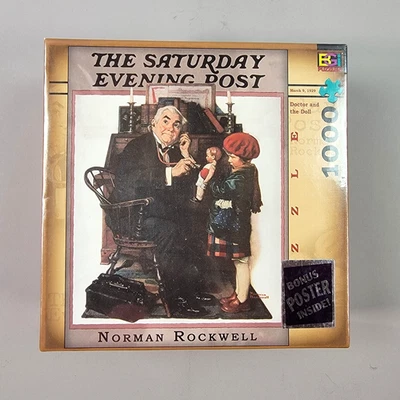 THE SATURDAY
EVENING POST
March 9, 1929
Doctor and
the Doll
1000
ZZLE
BONUS
POSTER
INSIDE!
NORMAN ROCKWELL